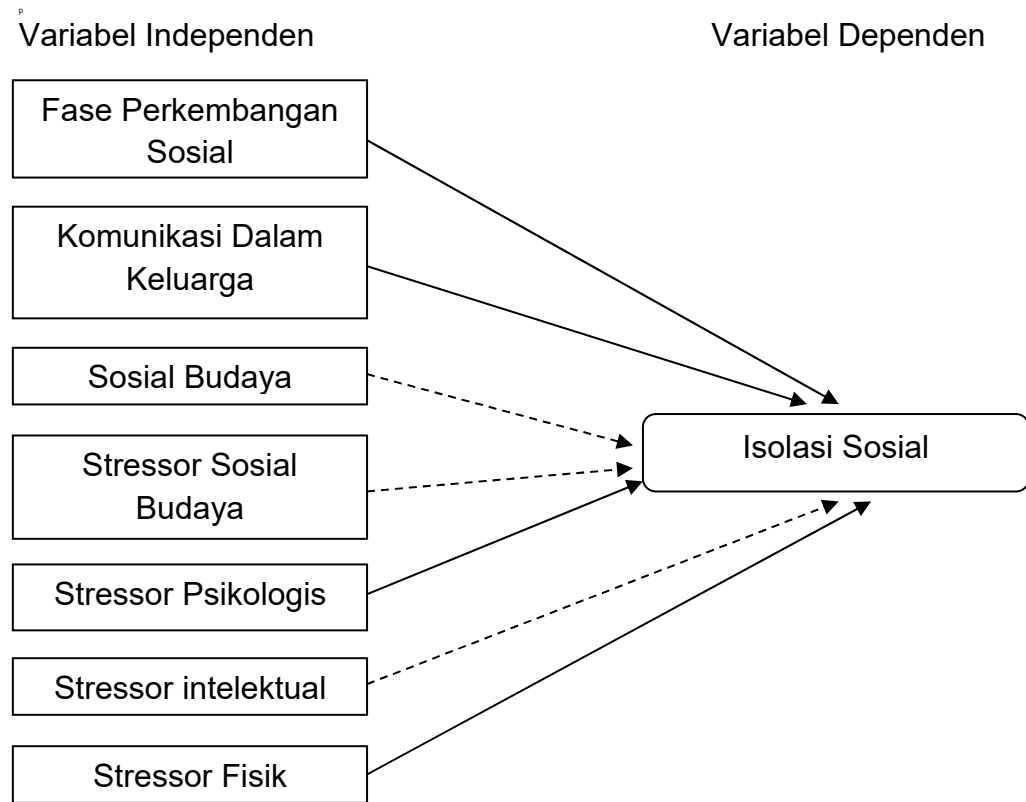 P
Variabel Independen
Variabel Dependen
Fase Perkembangan
Sosial
Komunikasi Dalam
Keluarga
Sosial Budaya
Stressor Sosial
Budaya
Stressor Psikologis
Stressor intelektual
Stressor Fisik
Isolasi Sosial